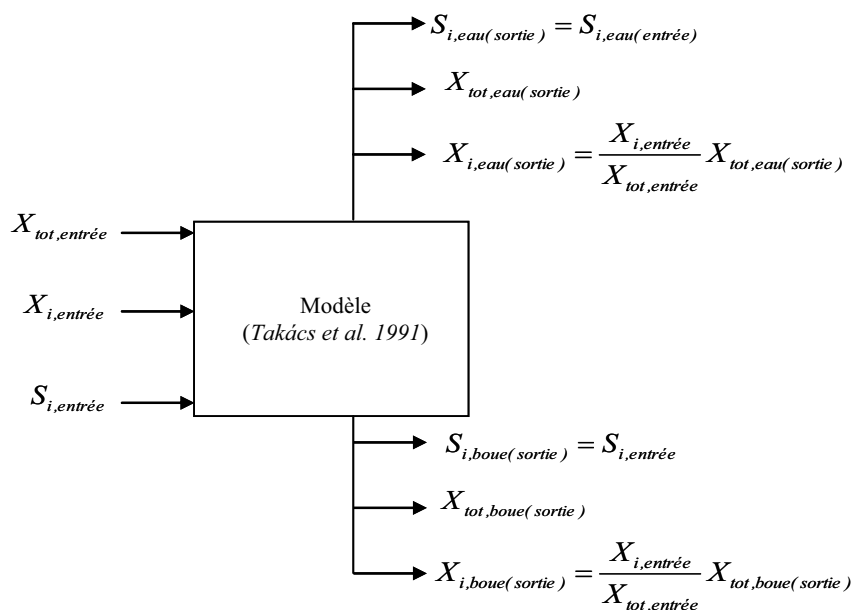 S_{i,eau(sortie)} = S_{i,eau(entrée)}
X_{tot,eau(sortie)}
X_{i,eau(sortie)} = \frac{X_{i,entrée}}{X_{tot,entrée}} X_{tot,eau(sortie)}
X_{tot,entrée}
X_{i,entrée}
S_{i,entrée}
Modèle
(Takács et al. 1991)
S_{i,boue(sortie)} = S_{i,entrée}
X_{tot,boue(sortie)}
X_{i,boue(sortie)} = \frac{X_{i,entrée}}{X_{tot,entrée}} X_{tot,boue(sortie)}